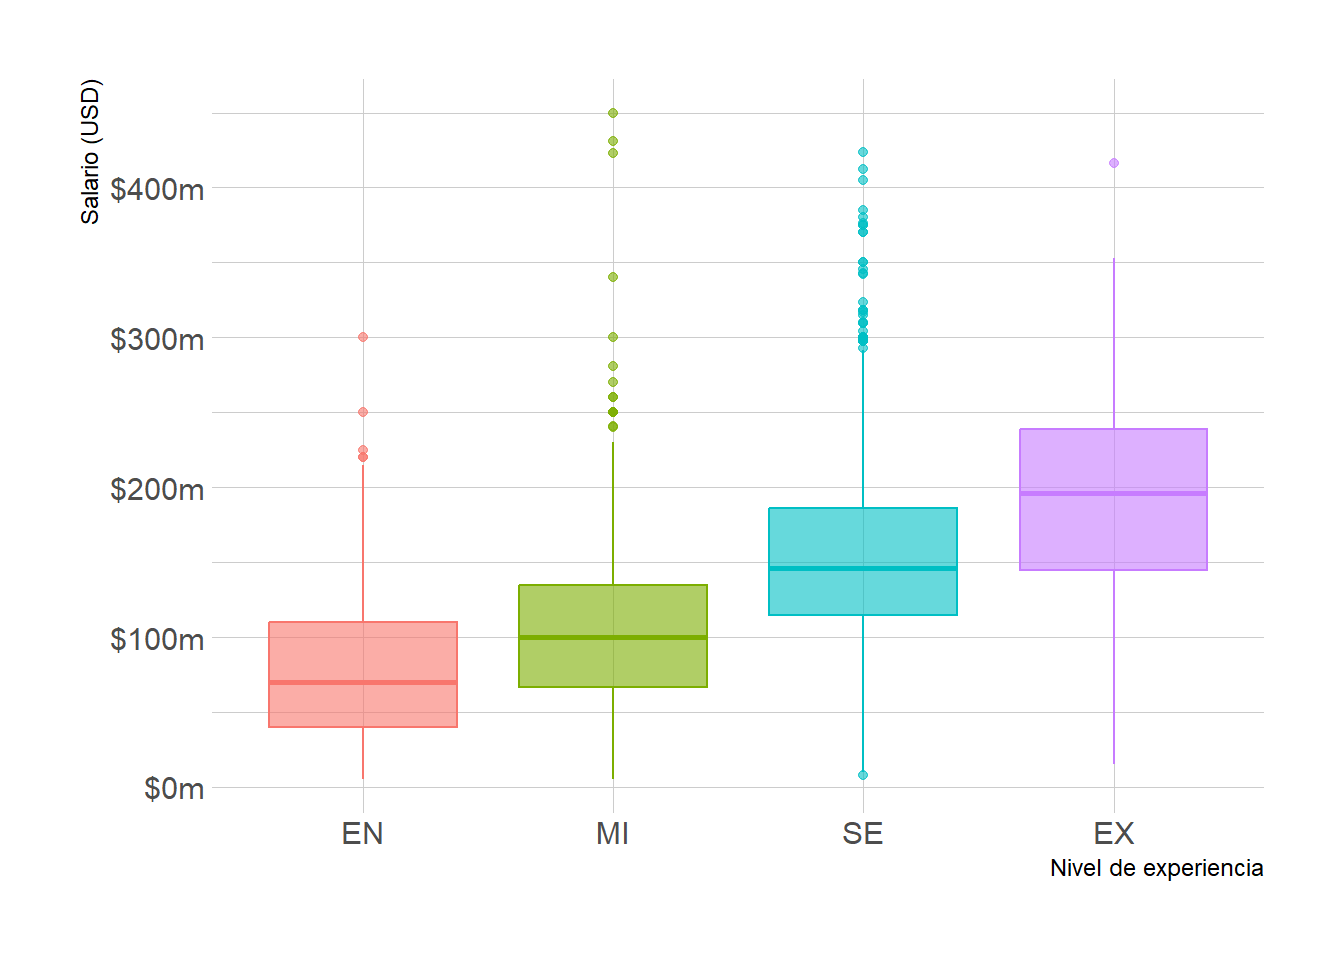 Salario (USD)
$400m
$300m
$200m
$100m
$0m
EN MI SE EX
Nivel de experiencia